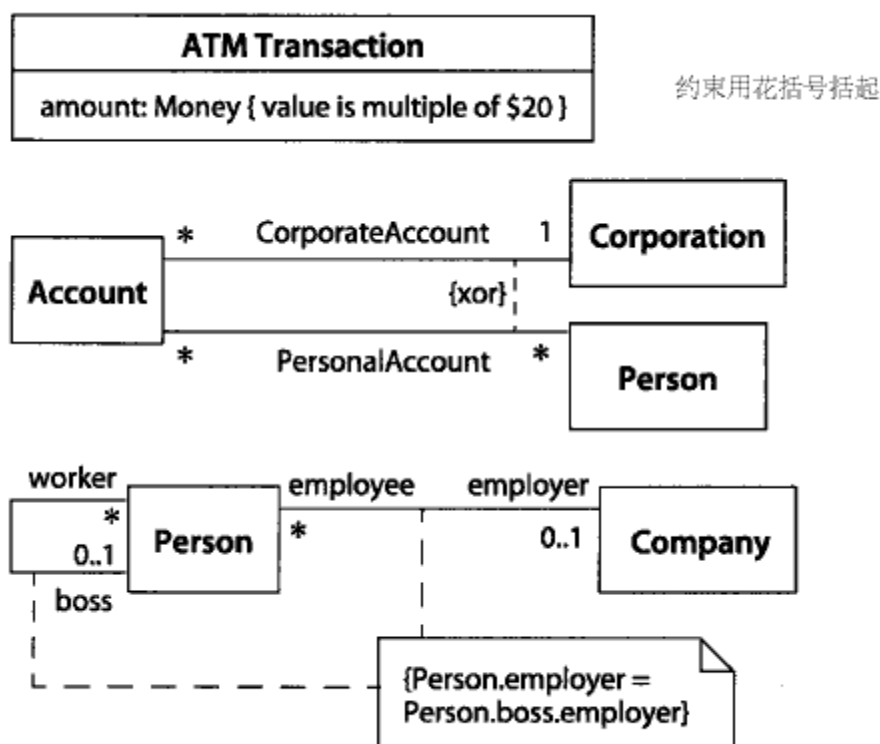 ATM Transaction
amount: Money { value is multiple of $20 }
约束用花括号括起
* CorporateAccount 1
Corporation
Account
{xor}
* PersonalAccount *
Person
worker
*
0..1
boss
Person
employee employer
* 0..1
Company
{Person.employer =
Person.boss.employer}